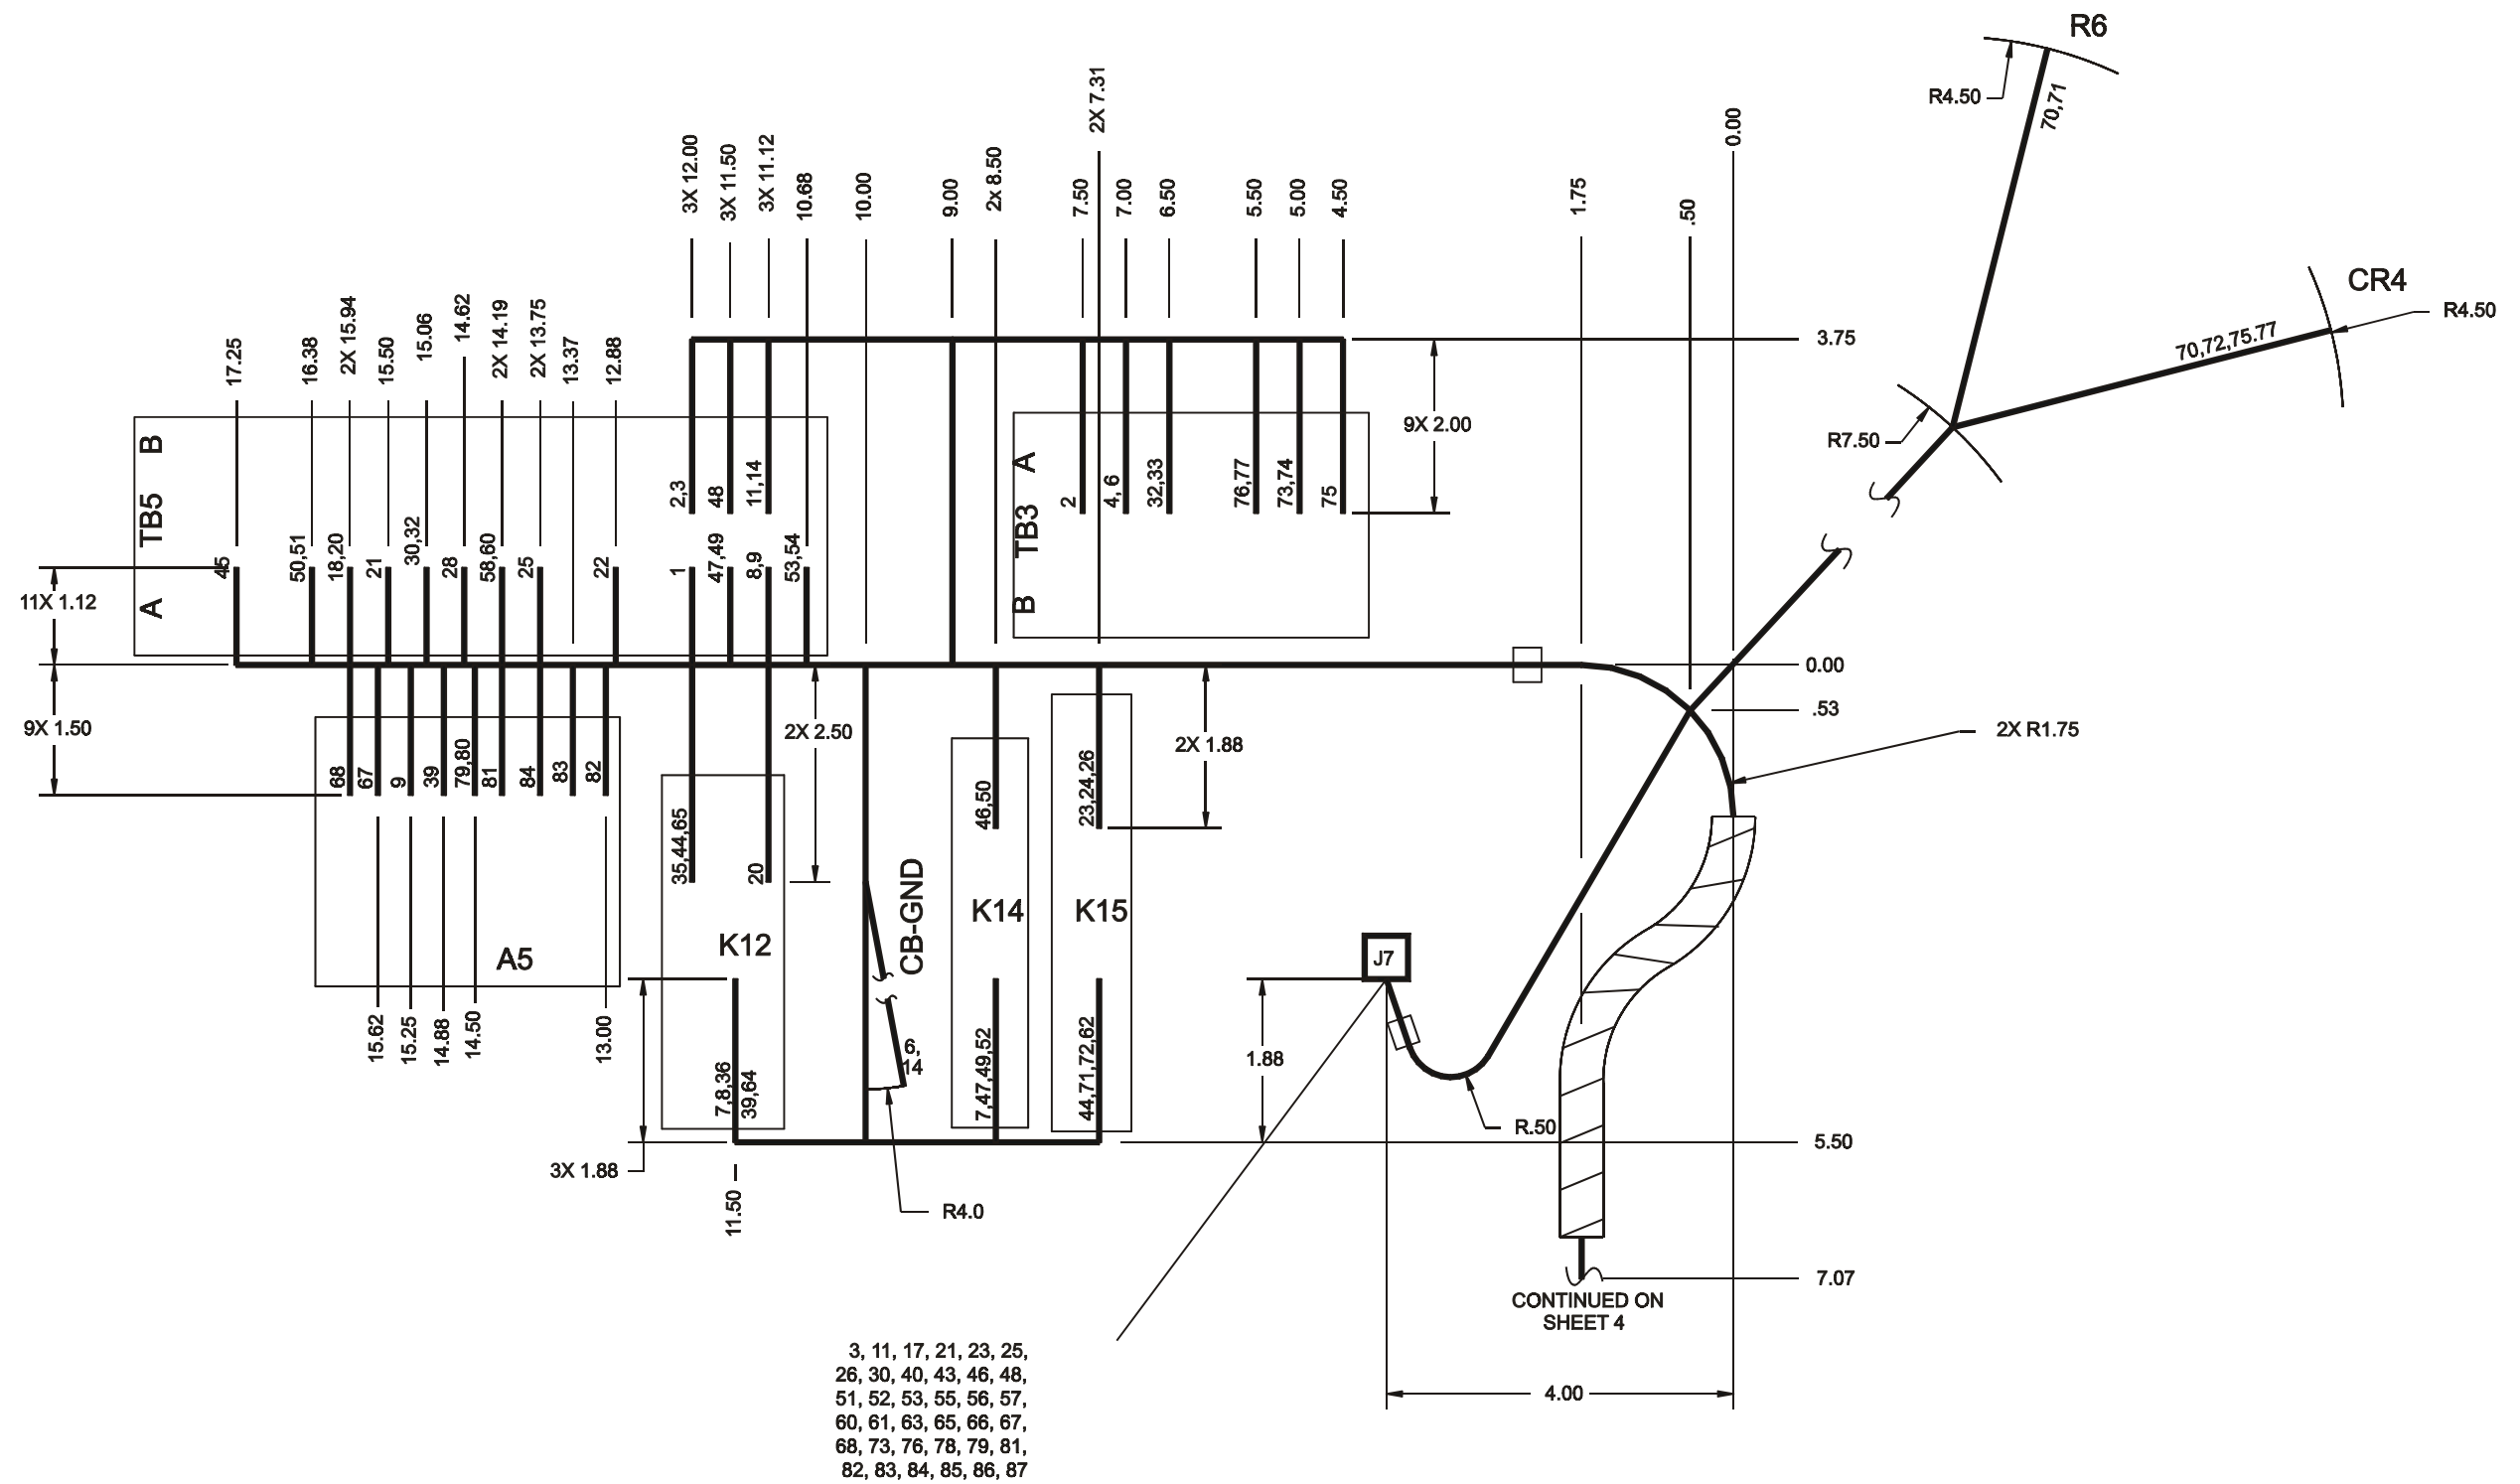 R6
R4.50
70,71
CR4
R4.50
70,72,75.77
R7.50
3X 12.00
3X 11.50
3X 11.12
10.68
10.00
9.00
2x 8.50
2X 7.31
7.50
7.00
6.50
5.50
5.00
4.50
1.75
.50
0.00
17.25
16.38
2X 15.94
15.50
15.06
14.62
2X 14.19
2X 13.75
13.37
12.88
3.75
9X 2.00
TB5
B
A
TB3
A
B
2,3
48
11,14
2
4, 6
32,33
76,77
73,74
75
45
50,51
18,20
21
30,32
28
58,60
25
22
1
47,49
8,9
53,54
11X 1.12
0.00
.53
9X 1.50
2X 2.50
2X 1.88
2X R1.75
68
67
9
39
79,80
81
84
83
82
35,44,65
20
46,50
23,24,26
A5
K12
CB-GND
K14
K15
J7
15.62
15.25
14.88
14.50
13.00
7,8,36
39,64
6,
14
7,47,49,52
44,71,72,62
1.88
R.50
5.50
3X 1.88
11.50
R4.0
7.07
CONTINUED ON
SHEET 4
4.00
3, 11, 17, 21, 23, 25,
26, 30, 40, 43, 46, 48,
51, 52, 53, 55, 56, 57,
60, 61, 63, 65, 66, 67,
68, 73, 76, 78, 79, 81,
82, 83, 84, 85, 86, 87